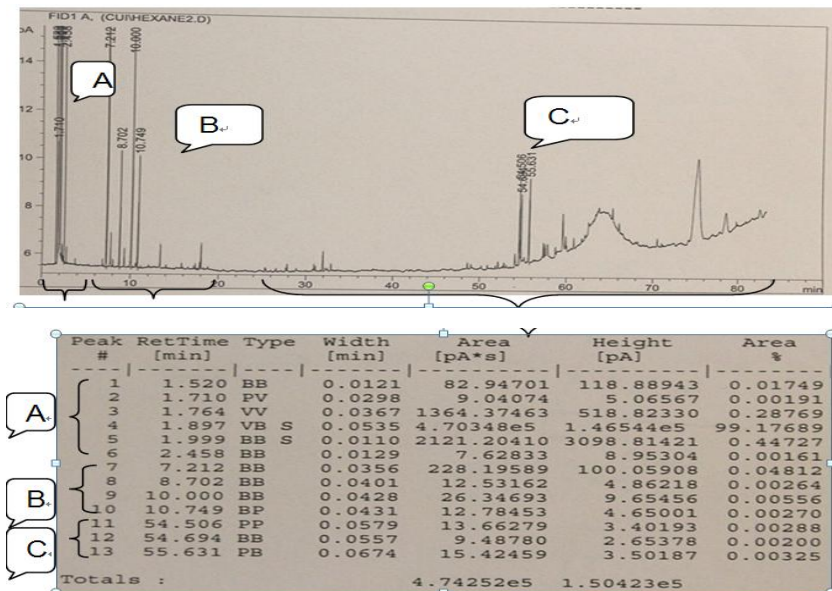 FID1 A, (CUI\HEXANE2.D)
pA
14
12
10
8
6
2.458
1.710
7.212
8.702
10.000
10.749
54.506
54.694
55.631
A
B
C
0
10
20
30
40
50
60
70
80
min
Peak RetTime Type Width Area Height Area
# [min] [min] [pA*s] [pA] %
1 1.520 BB 0.0121 82.94701 118.88943 0.01749
2 1.710 PV 0.0298 9.04074 5.06567 0.00191
3 1.764 VV 0.0367 1364.37463 518.82330 0.28769
4 1.897 VB S 0.0535 4.70348e5 1.46544e5 99.17689
5 1.999 BB S 0.0110 2121.20410 3098.81421 0.44727
6 2.458 BB 0.0129 7.62833 8.95304 0.00161
7 7.212 BB 0.0356 228.19589 100.05908 0.04812
8 8.702 BB 0.0401 12.53162 4.86218 0.00264
9 10.000 BB 0.0428 26.34693 9.65456 0.00556
10 10.749 BP 0.0431 12.78453 4.65001 0.00270
11 54.506 PP 0.0579 13.66279 3.40193 0.00288
12 54.694 BB 0.0557 9.48780 2.65378 0.00200
13 55.631 PB 0.0674 15.42459 3.50187 0.00325
A
B
C
Totals : 4.74252e5 1.50423e5